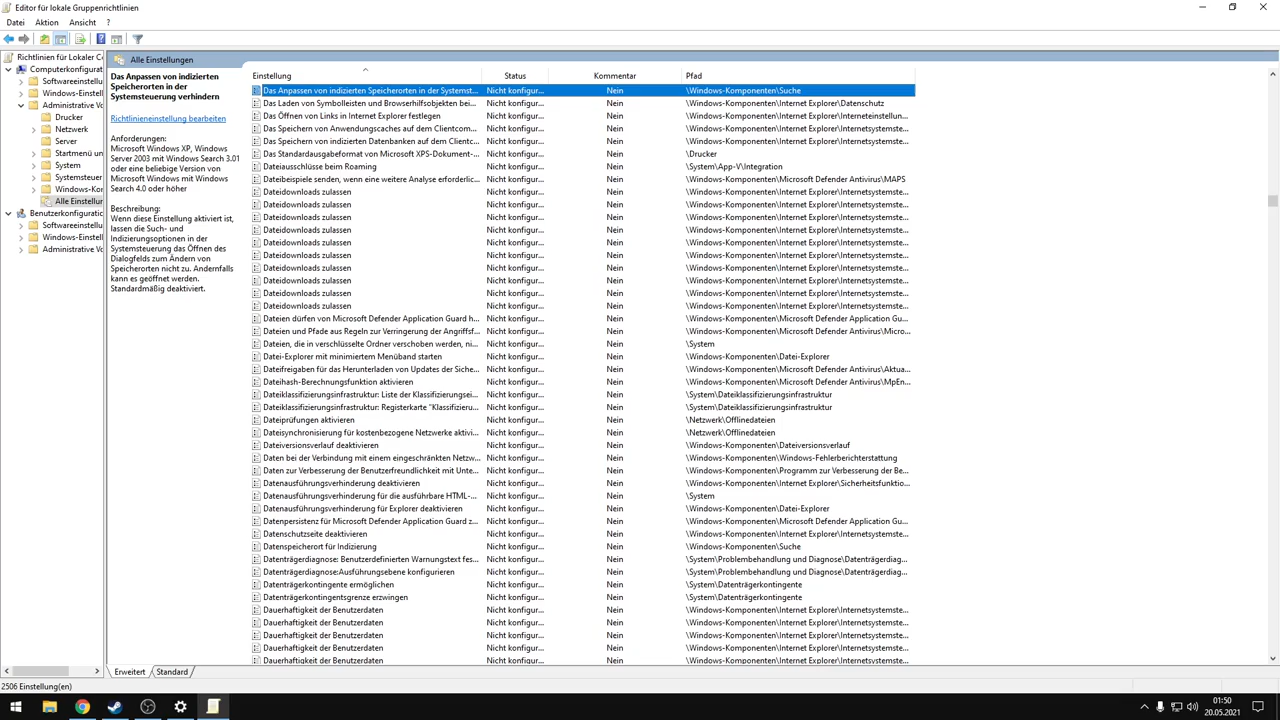 Editor für lokale Gruppenrichtlinien
Datei Aktion Ansicht ?
Richtlinien für Lokaler Co
Computerkonfigurat
Softwareeinstellu
Windows-Einstell
Administrative Vo
Drucker
Netzwerk
Server
Startmenü un
System
Systemsteuer
Windows-Kor
Alle Einstellur
Benutzerkonfiguratic
Softwareeinstellu
Windows-Einstell
Administrative Vo
Alle Einstellungen
Das Anpassen von indizierten
Speicherorten in der
Systemsteuerung verhindern
Richtlinieneinstellung bearbeiten
Anforderungen:
Microsoft Windows XP, Windows
Server 2003 mit Windows Search 3.01
oder eine beliebige Version von
Microsoft Windows mit Windows
Search 4.0 oder höher
Beschreibung:
Wenn diese Einstellung aktiviert ist,
lassen die Such- und
Indizierungsoptionen in der
Systemsteuerung das Öffnen des
Dialogfelds zum Ändern von
Speicherorten nicht zu. Andernfalls
kann es geöffnet werden.
Standardmäßig deaktiviert.
Einstellung Status Kommentar Pfad
Das Anpassen von indizierten Speicherorten in der Systemst... Nicht konfigur... Nein \Windows-Komponenten\Suche
Das Laden von Symbolleisten und Browserhilfsobjekten bei... Nicht konfigur... Nein \Windows-Komponenten\Internet Explorer\Datenschutz
Das Öffnen von Links in Internet Explorer festlegen Nicht konfigur... Nein \Windows-Komponenten\Internet Explorer\Interneteinstellun...
Das Speichern von Anwendungscaches auf dem Clientcom... Nicht konfigur... Nein \Windows-Komponenten\Internet Explorer\Internetsysteme...
Das Speichern von indizierten Datenbanken auf dem Clientc... Nicht konfigur... Nein \Windows-Komponenten\Internet Explorer\Internetsysteme...
Das Standardausgabeformat von Microsoft XPS-Dokument-... Nicht konfigur... Nein \Drucker
Dateiausschlüsse beim Roaming Nicht konfigur... Nein \System\App-V\Integration
Dateibeispiele senden, wenn eine weitere Analyse erforderlic... Nicht konfigur... Nein \Windows-Komponenten\Microsoft Defender Antivirus\MAPS
Dateidownloads zulassen Nicht konfigur... Nein \Windows-Komponenten\Internet Explorer\Internetsysteme...
Dateidownloads zulassen Nicht konfigur... Nein \Windows-Komponenten\Internet Explorer\Internetsysteme...
Dateidownloads zulassen Nicht konfigur... Nein \Windows-Komponenten\Internet Explorer\Internetsysteme...
Dateidownloads zulassen Nicht konfigur... Nein \Windows-Komponenten\Internet Explorer\Internetsysteme...
Dateidownloads zulassen Nicht konfigur... Nein \Windows-Komponenten\Internet Explorer\Internetsysteme...
Dateidownloads zulassen Nicht konfigur... Nein \Windows-Komponenten\Internet Explorer\Internetsysteme...
Dateidownloads zulassen Nicht konfigur... Nein \Windows-Komponenten\Internet Explorer\Internetsysteme...
Dateidownloads zulassen Nicht konfigur... Nein \Windows-Komponenten\Internet Explorer\Internetsysteme...
Dateidownloads zulassen Nicht konfigur... Nein \Windows-Komponenten\Internet Explorer\Internetsysteme...
Dateidownloads zulassen Nicht konfigur... Nein \Windows-Komponenten\Internet Explorer\Internetsysteme...
Dateien dürfen von Microsoft Defender Application Guard h... Nicht konfigur... Nein \Windows-Komponenten\Microsoft Defender Application Gu...
Dateien und Pfade aus Regeln zur Verringerung der Angriffsf... Nicht konfigur... Nein \Windows-Komponenten\Microsoft Defender Antivirus\Micro...
Dateien, die in verschlüsselte Ordner verschoben werden, ni... Nicht konfigur... Nein \System
Datei-Explorer mit minimiertem Menüband starten Nicht konfigur... Nein \Windows-Komponenten\Datei-Explorer
Dateifreigaben für das Herunterladen von Updates der Siche... Nicht konfigur... Nein \Windows-Komponenten\Microsoft Defender Antivirus\Aktua...
Dateihash-Berechnungsfunktion aktivieren Nicht konfigur... Nein \Windows-Komponenten\Microsoft Defender Antivirus\MpEn...
Dateiklassifizierungsinfrastruktur: Liste der Klassifizierungsei... Nicht konfigur... Nein \System\Dateiklassifizierungsinfrastruktur
Dateiklassifizierungsinfrastruktur: Registerkarte "Klassifizieru... Nicht konfigur... Nein \System\Dateiklassifizierungsinfrastruktur
Dateiprüfungen aktivieren Nicht konfigur... Nein \Netzwerk\Offlinedateien
Dateisynchronisierung für kostenbezogene Netzwerke aktivi... Nicht konfigur... Nein \Netzwerk\Offlinedateien
Dateiversionsverlauf deaktivieren Nicht konfigur... Nein \Windows-Komponenten\Dateiversionsverlauf
Daten bei der Verbindung mit einem eingeschränkten Netzw... Nicht konfigur... Nein \Windows-Komponenten\Windows-Fehlerberichterstattung
Daten zur Verbesserung der Benutzerfreundlichkeit mit Unte... Nicht konfigur... Nein \Windows-Komponenten\Programm zur Verbesserung der Be...
Datenausführungsverhinderung deaktivieren Nicht konfigur... Nein \Windows-Komponenten\Internet Explorer\Sicherheitsfunktio...
Datenausführungsverhinderung für die ausführbare HTML-... Nicht konfigur... Nein \System
Datenausführungsverhinderung für Explorer deaktivieren Nicht konfigur... Nein \Windows-Komponenten\Datei-Explorer
Datenpersistenz für Microsoft Defender Application Guard z... Nicht konfigur... Nein \Windows-Komponenten\Microsoft Defender Application Gu...
Datenschutzseite deaktivieren Nicht konfigur... Nein \Windows-Komponenten\Internet Explorer\Internetsysteme...
Datenspeicherort für Indizierung Nicht konfigur... Nein \Windows-Komponenten\Suche
Datenträgerdiagnose: Benutzerdefinierten Warnungstext fes... Nicht konfigur... Nein \System\Problembehandlung und Diagnose\Datenträgerdiag...
Datenträgerdiagnose:Ausführungsebene konfigurieren Nicht konfigur... Nein \System\Problembehandlung und Diagnose\Datenträgerdiag...
Datenträgerkontingente ermöglichen Nicht konfigur... Nein \System\Datenträgerkontingente
Datenträgerkontingentsgrenze erzwingen Nicht konfigur... Nein \System\Datenträgerkontingente
Dauerhaftigkeit der Benutzerdaten Nicht konfigur... Nein \Windows-Komponenten\Internet Explorer\Internetsysteme...
Dauerhaftigkeit der Benutzerdaten Nicht konfigur... Nein \Windows-Komponenten\Internet Explorer\Internetsysteme...
Dauerhaftigkeit der Benutzerdaten Nicht konfigur... Nein \Windows-Komponenten\Internet Explorer\Internetsysteme...
Dauerhaftigkeit der Benutzerdaten Nicht konfigur... Nein \Windows-Komponenten\Internet Explorer\Internetsysteme...
Dauerhaftigkeit der Benutzerdaten Nicht konfigur... Nein \Windows-Komponenten\Internet Explorer\Internetsysteme...
Erweitert Standard
2506 Einstellung(en)
01:50
20.05.2021